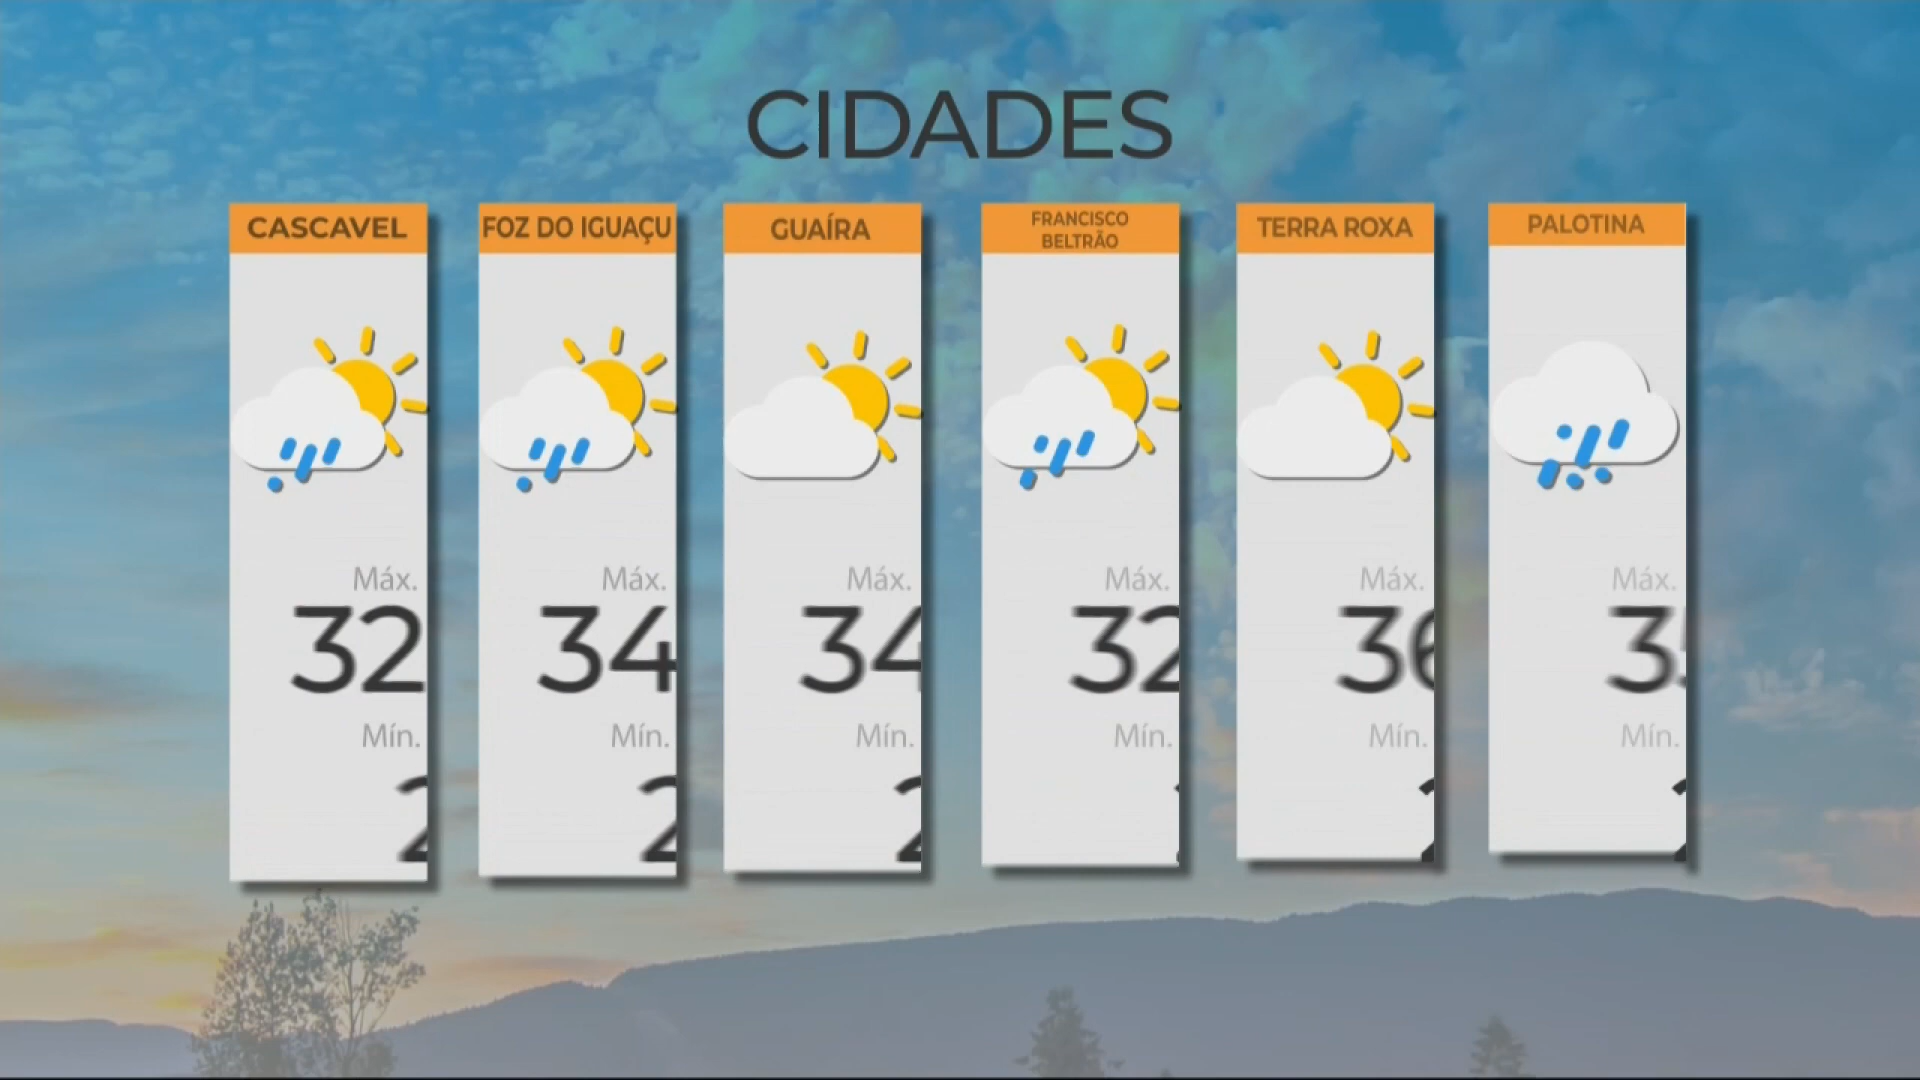 CIDADES
CASCAVEL
Máx.
32
Mín.
FOZ DO IGUAÇU
Máx.
34
Mín.
GUAÍRA
Máx.
34
Mín.
FRANCISCO
BELTRÃO
Máx.
32
Mín.
TERRA ROXA
Máx.
36
Mín.
PALOTINA
Máx.
Mín.